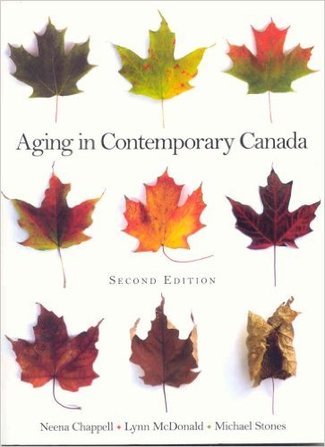 Aging in Contemporary Canada
Second Edition
Neena Chappell • Lynn McDonald • Michael Stones